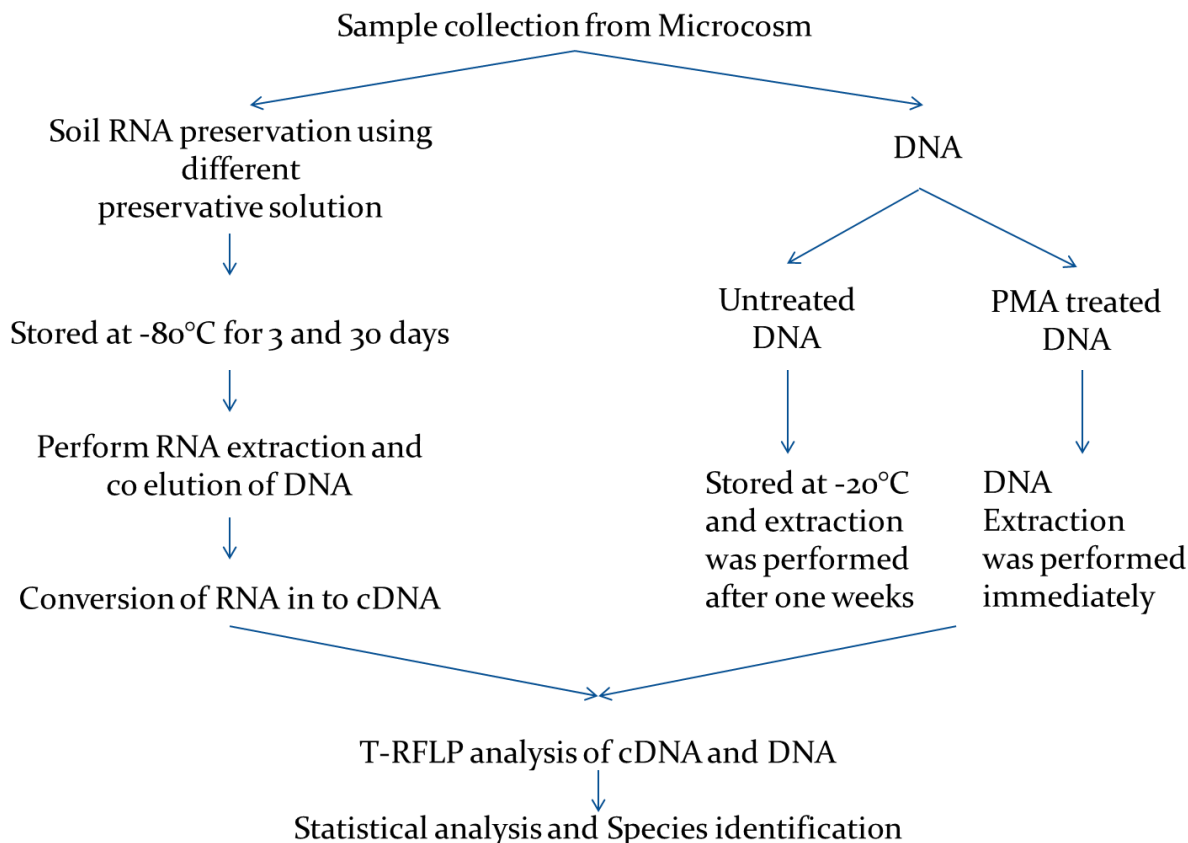 Sample collection from Microcosm
Soil RNA preservation using
different
preservative solution
DNA
Untreated
DNA
PMA treated
DNA
Stored at -80°C for 3 and 30 days
Perform RNA extraction and
co elution of DNA
Stored at -20°C
and extraction
was performed
after one weeks
DNA
Extraction
was performed
immediately
Conversion of RNA in to cDNA
T-RFLP analysis of cDNA and DNA
Statistical analysis and Species identification